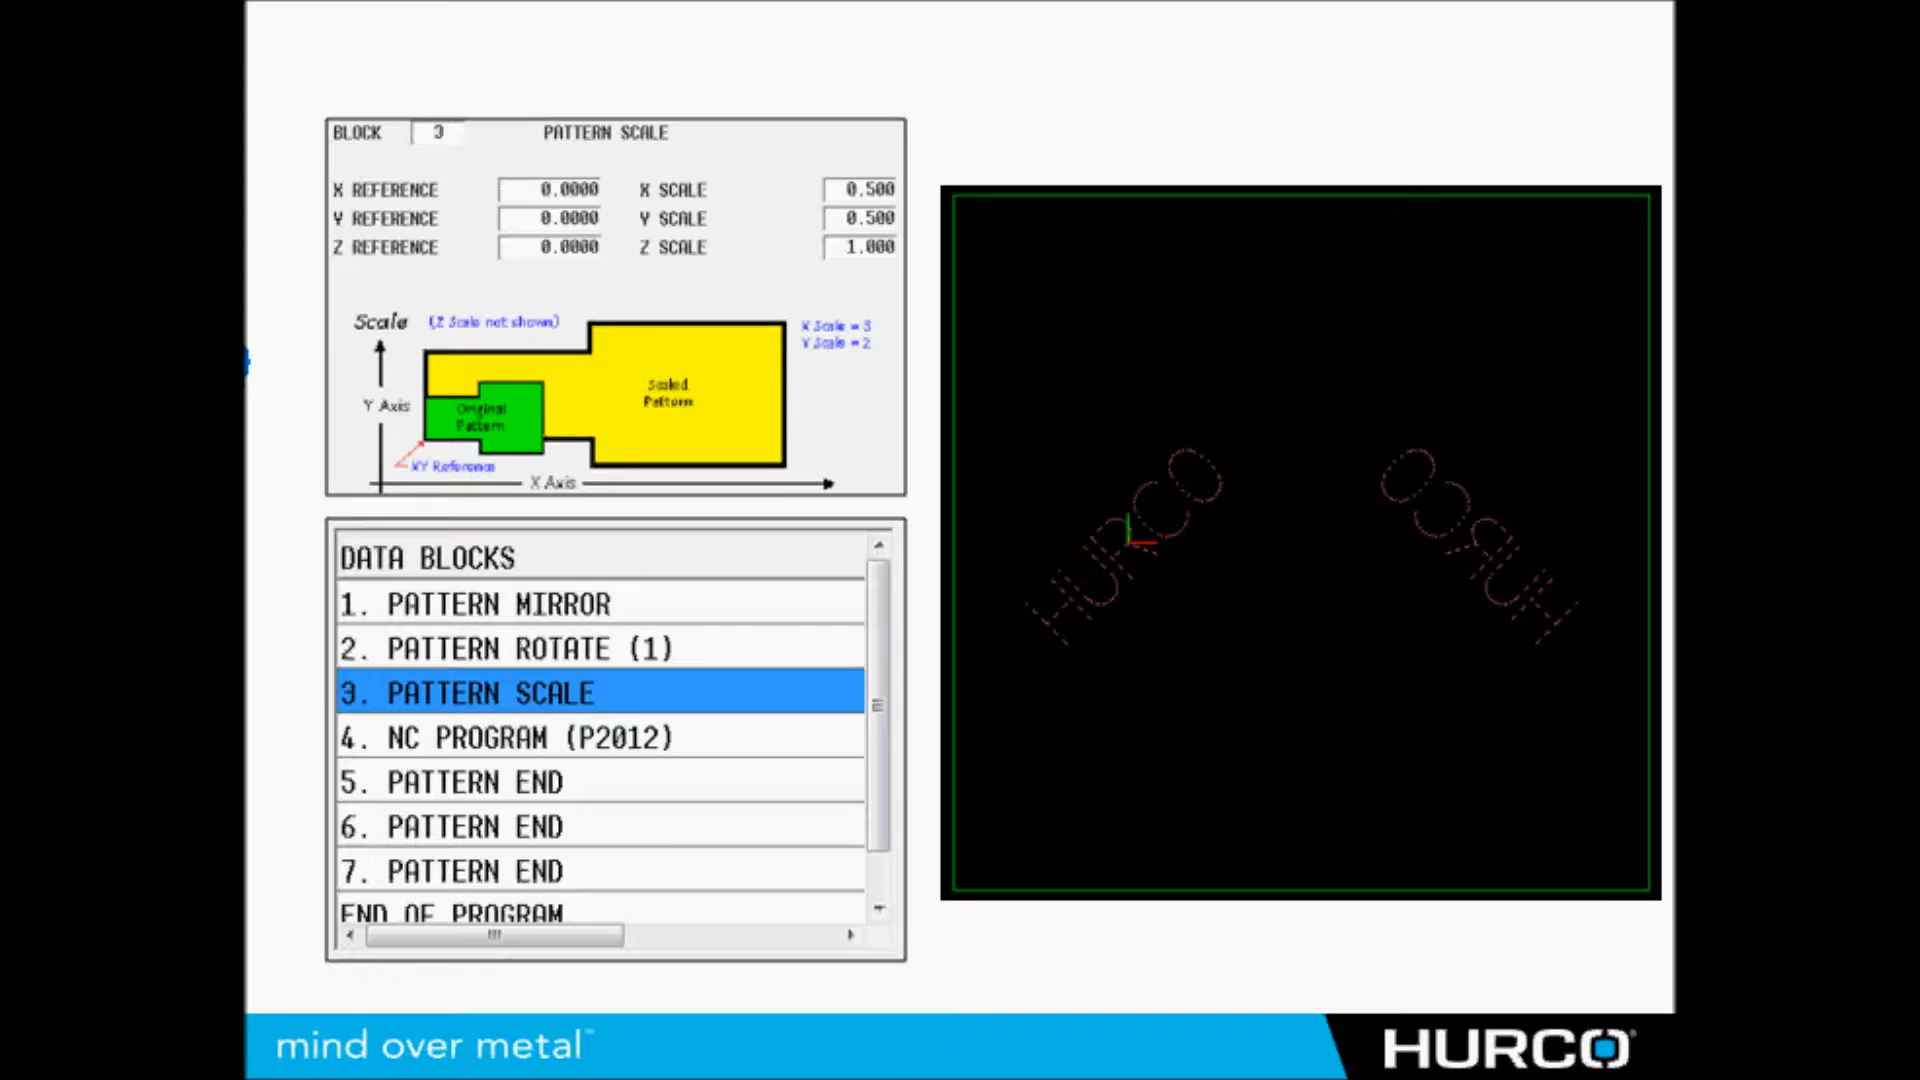 BLOCK 3 PATTERN SCALE
X REFERENCE 0.0000 X SCALE 0.500
Y REFERENCE 0.0000 Y SCALE 0.500
Z REFERENCE 0.0000 Z SCALE 1.000
Scale (Z Scale not shown)
X Scale = 3
Y Scale = 2
Scaled
Pattern
Y Axis
Original
Pattern
XY Reference
X Axis
DATA BLOCKS
1. PATTERN MIRROR
2. PATTERN ROTATE (1)
3. PATTERN SCALE
4. NC PROGRAM (P2012)
5. PATTERN END
6. PATTERN END
7. PATTERN END
END OF PROGRAM
HURCO
HURCO
mind over metal™
HURCO®